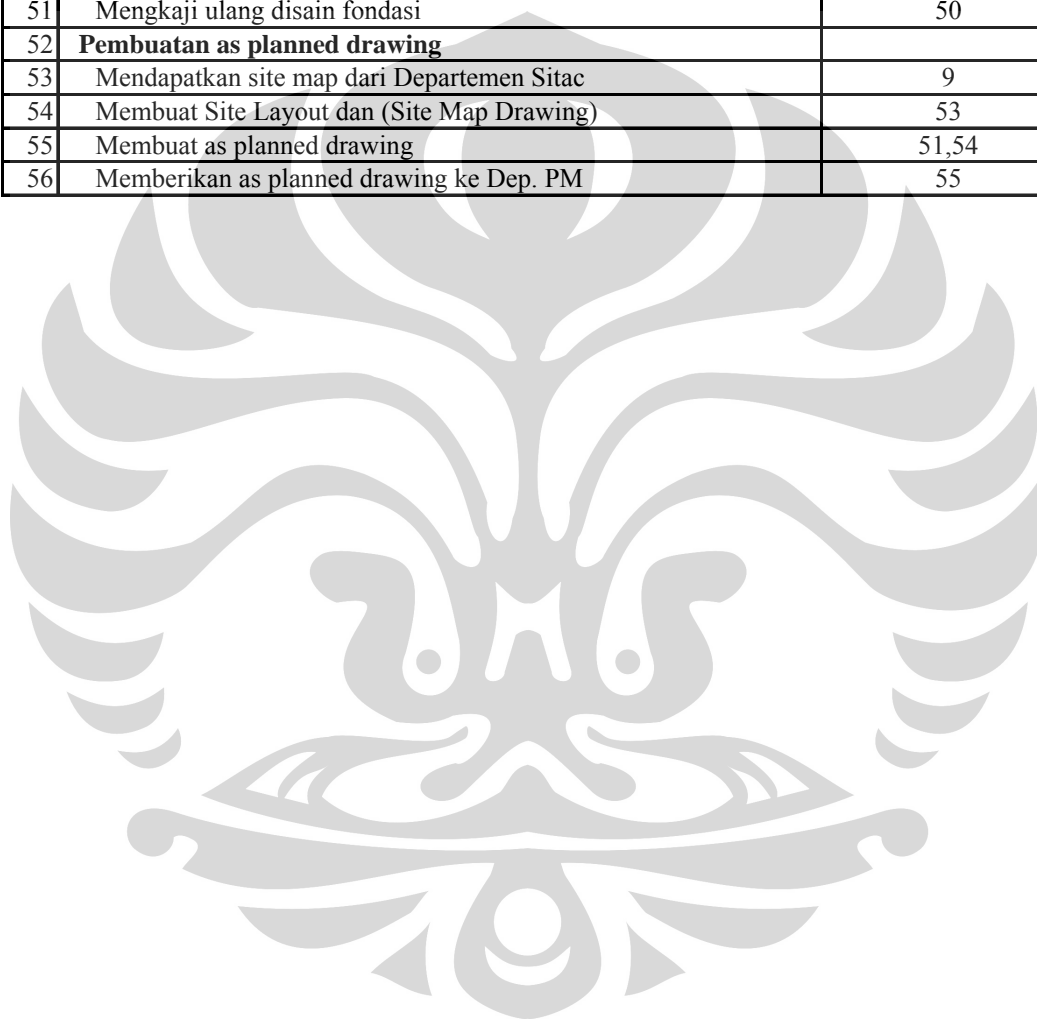 51 Mengkaji ulang disain fondasi 50
52 Pembuatan as planned drawing
53 Mendapatkan site map dari Departemen Sitac 9
54 Membuat Site Layout dan (Site Map Drawing) 53
55 Membuat as planned drawing 51,54
56 Memberikan as planned drawing ke Dep. PM 55